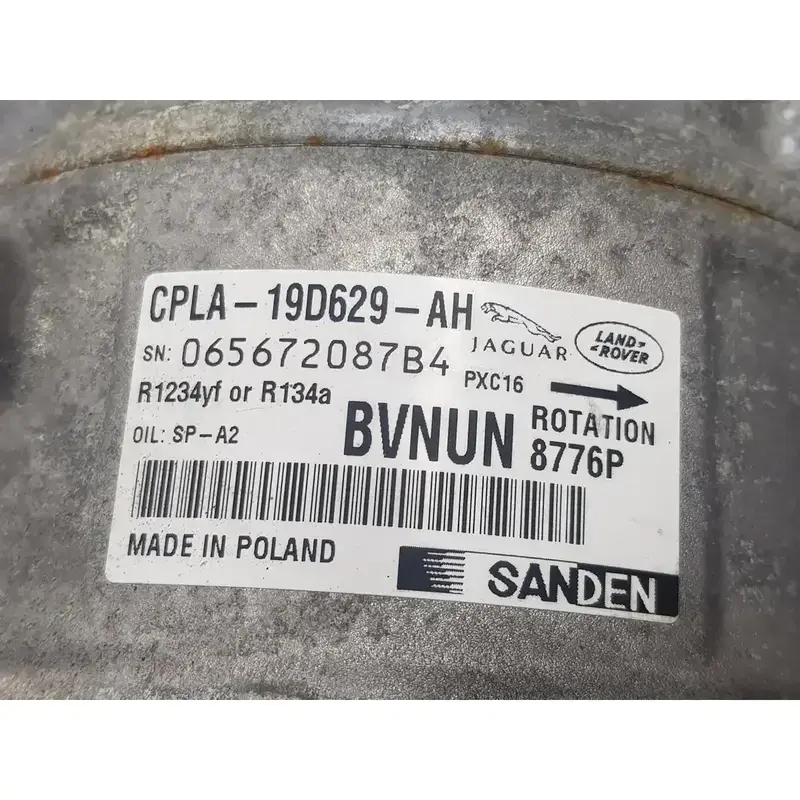 CPLA-19D629-AH
JAGUAR
LAND-
-ROVER
SN: 065672087B4
PXC16
R1234yf or R134a
BVNUN
ROTATION
OIL: SP-A2
8776P
MADE IN POLAND
SANDEN